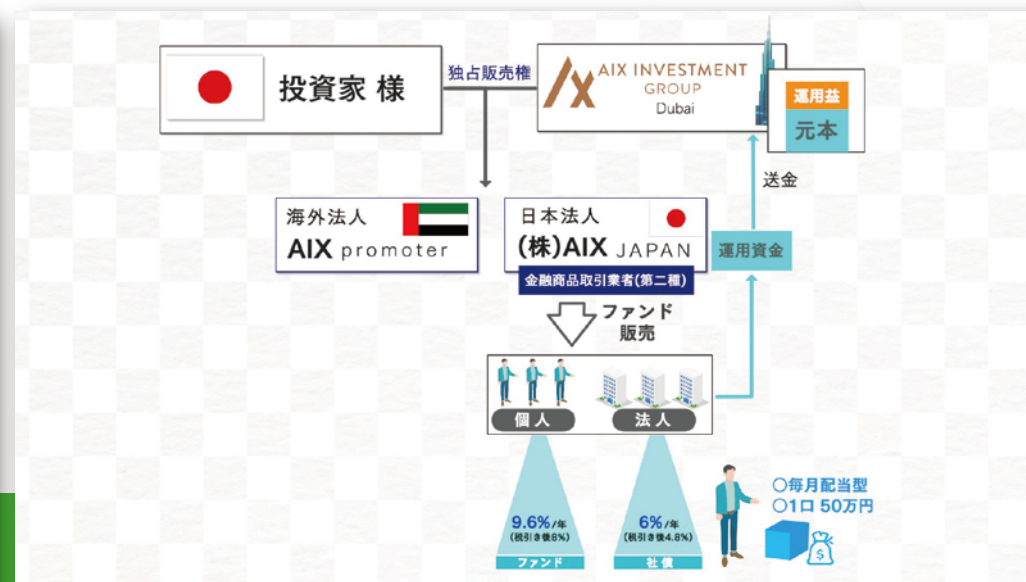 投資家 様
独占販売権
AIX INVESTMENT
GROUP
Dubai
運用益
元本
送金
海外法人
AIX promoter
日本法人
(株)AIX JAPAN
金融商品取引業者(第二種)
運用資金
ファンド
販売
個人
法人
9.6%/年
(税引き後8%)
ファンド
6%/年
(税引き後4.8%)
社債
○毎月配当型
○1口 50万円
$